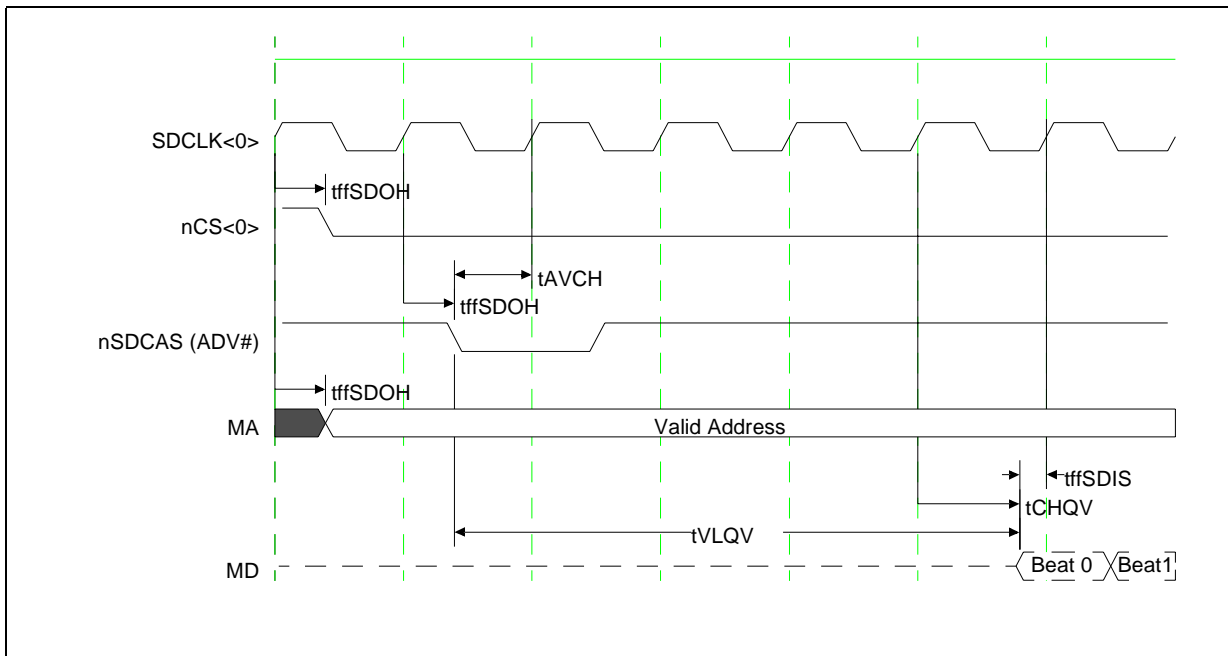 SDCLK<0>
tffSDOH
nCS<0>
tAVCH
tffSDOH
nSDCAS (ADV#)
tffSDOH
MA
Valid Address
tffSDIS
tCHQV
tVLQV
MD
Beat 0
Beat1